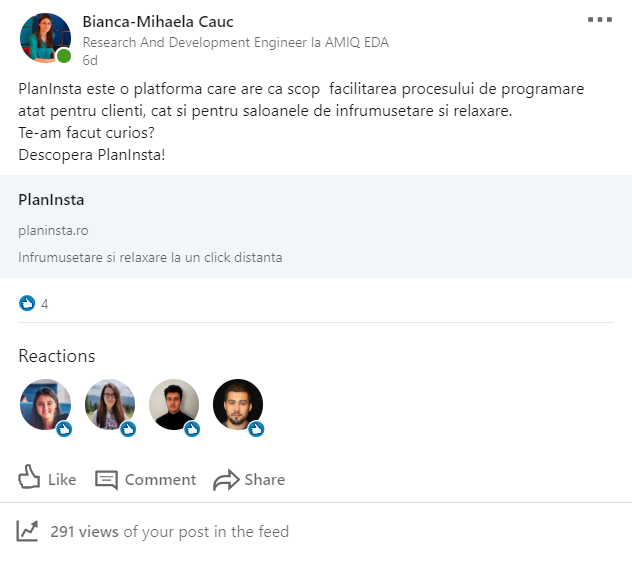 Bianca-Mihaela Cauc
Research And Development Engineer la AMIQ EDA
6d
PlanInsta este o platforma care are ca scop  facilitarea procesului de programare
atat pentru clienti, cat si pentru saloanele de infrumusetare si relaxare.
Te-am facut curios?
Descopera PlanInsta!
PlanInsta
planinsta.ro
Infrumusetare si relaxare la un click distanta
4
Reactions
Like Comment Share
291 views of your post in the feed